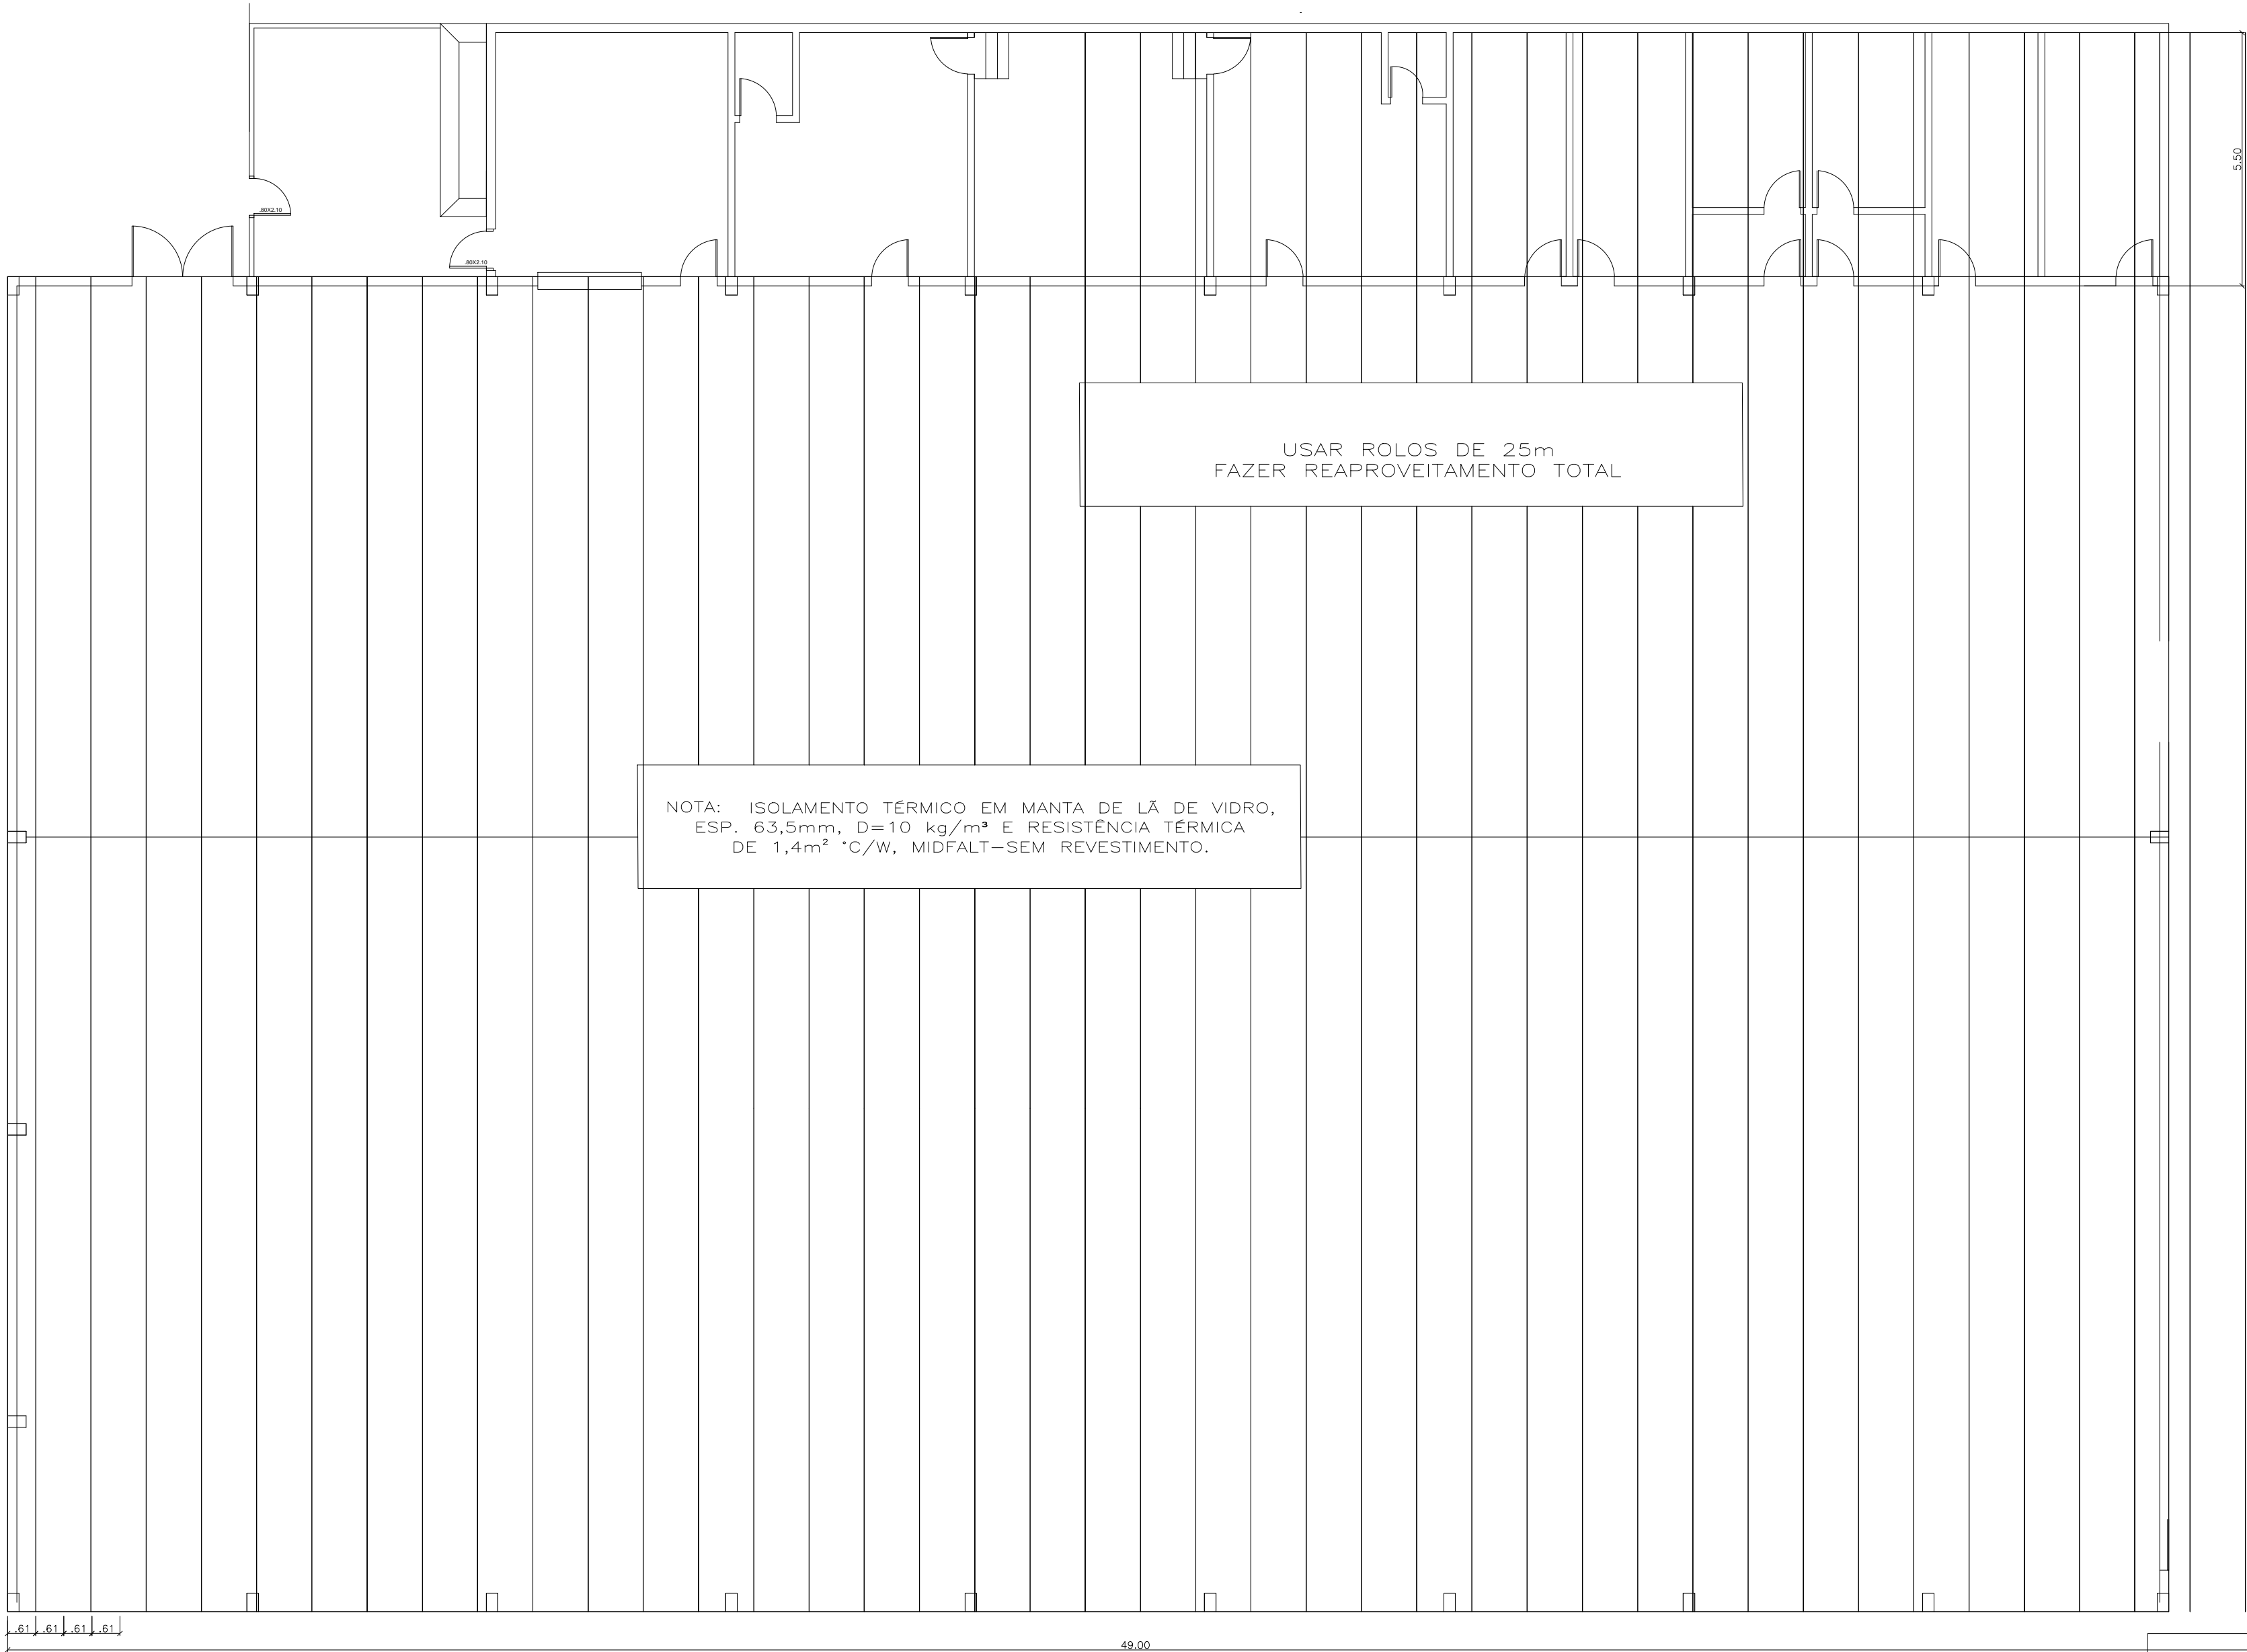 5.50
.80X2.10
.80X2.10
USAR ROLOS DE 25m
FAZER REAPROVEITAMENTO TOTAL
NOTA: ISOLAMENTO TÉRMICO EM MANTA DE LÃ DE VIDRO,
ESP. 63,5mm, D=10 kg/m³ E RESISTÊNCIA TÉRMICA
DE 1,4m² °C/W, MIDFALT-SEM REVESTIMENTO.
.61 .61 .61 .61
49.00